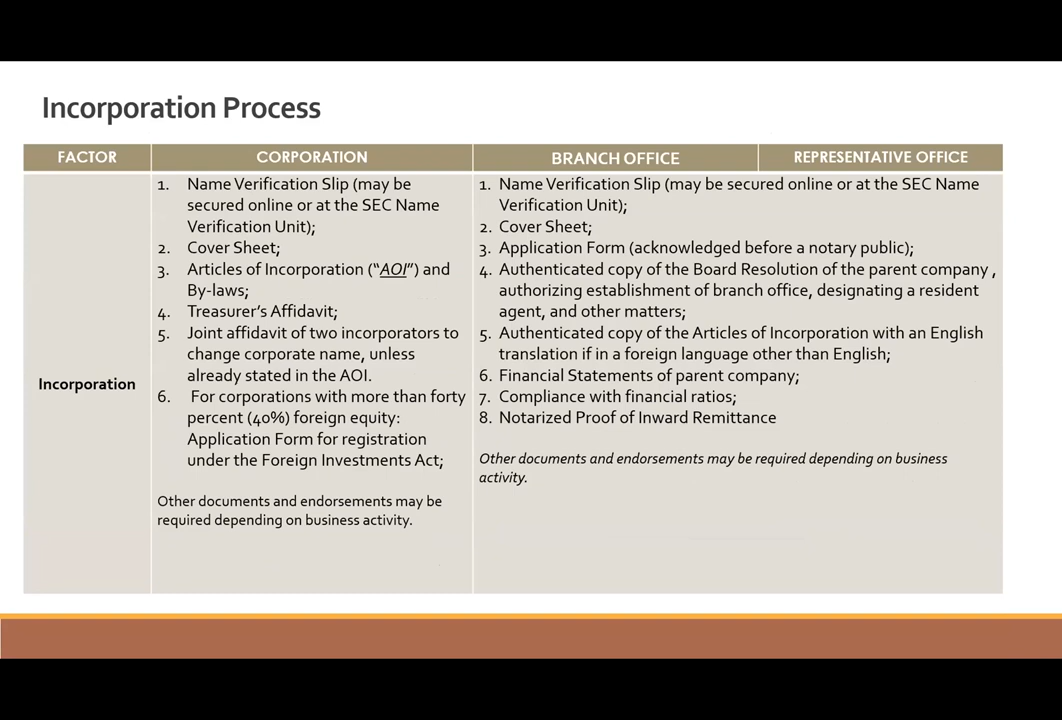 Incorporation Process
FACTOR
CORPORATION
BRANCH OFFICE
REPRESENTATIVE OFFICE
Incorporation
1. Name Verification Slip (may be
secured online or at the SEC Name
Verification Unit);
2. Cover Sheet;
3. Articles of Incorporation (“AOI”) and
By-laws;
4. Treasurer’s Affidavit;
5. Joint affidavit of two incorporators to
change corporate name, unless
already stated in the AOI.
6. For corporations with more than forty
percent (40%) foreign equity:
Application Form for registration
under the Foreign Investments Act;
Other documents and endorsements may be
required depending on business activity.
1. Name Verification Slip (may be secured online or at the SEC Name
Verification Unit);
2. Cover Sheet;
3. Application Form (acknowledged before a notary public);
4. Authenticated copy of the Board Resolution of the parent company ,
authorizing establishment of branch office, designating a resident
agent, and other matters;
5. Authenticated copy of the Articles of Incorporation with an English
translation if in a foreign language other than English;
6. Financial Statements of parent company;
7. Compliance with financial ratios;
8. Notarized Proof of Inward Remittance
Other documents and endorsements may be required depending on business
activity.